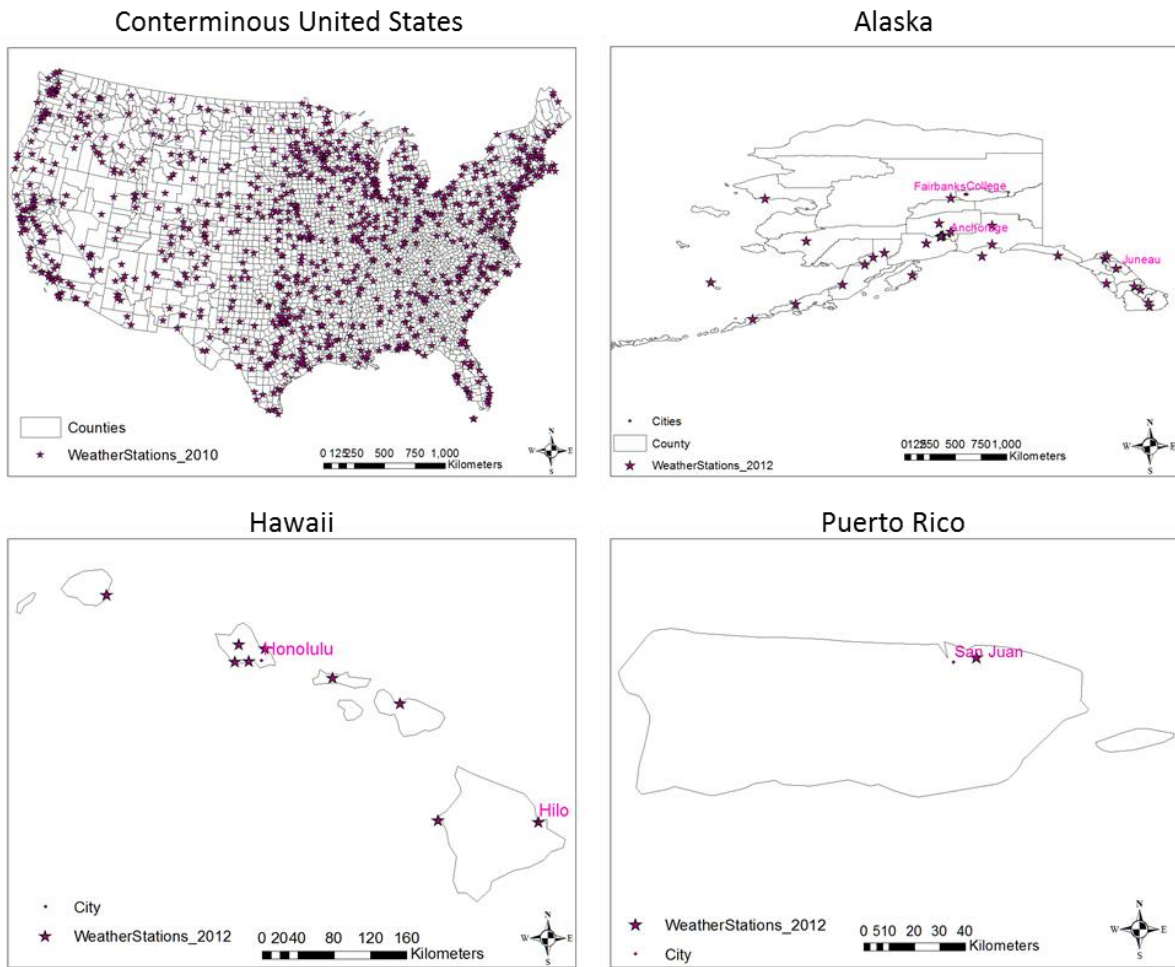 Conterminous United States
Counties
WeatherStations_2010
0 125250 500 750 1,000
Kilometers
N
W E
S
Alaska
FairbanksCollege
Anchorage
Juneau
Cities
County
WeatherStations_2012
0125250 500 7501,000
Kilometers
N
W E
S
Hawaii
Honolulu
Hilo
City
WeatherStations_2012
0 2040 80 120 160
Kilometers
N
W E
S
Puerto Rico
San Juan
WeatherStations_2012
City
0 510 20 30 40
Kilometers
N
W E
S